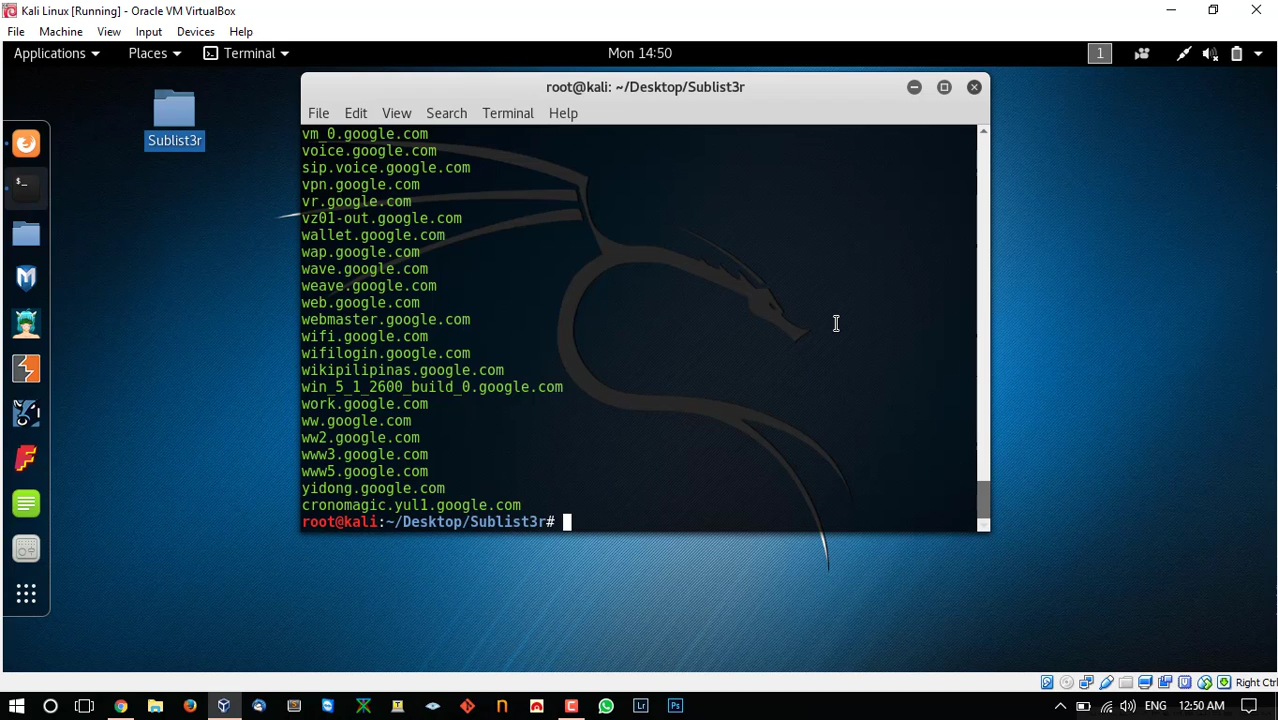 Kali Linux [Running] - Oracle VM VirtualBox
File Machine View Input Devices Help
Applications Places Terminal Mon 14:50 1
Sublist3r
root@kali: ~/Desktop/Sublist3r
File Edit View Search Terminal Help
vm_0.google.com
voice.google.com
sip.voice.google.com
vpn.google.com
vr.google.com
vz01-out.google.com
wallet.google.com
wap.google.com
wave.google.com
weave.google.com
web.google.com
webmaster.google.com
wifi.google.com
wifilogin.google.com
wikipilipinas.google.com
win_5_1_2600_build_0.google.com
work.google.com
ww.google.com
ww2.google.com
www3.google.com
www5.google.com
yidong.google.com
cronomagic.yul1.google.com
root@kali:~/Desktop/Sublist3r#
Right Ctrl
Lr Ps ENG 12:50 AM